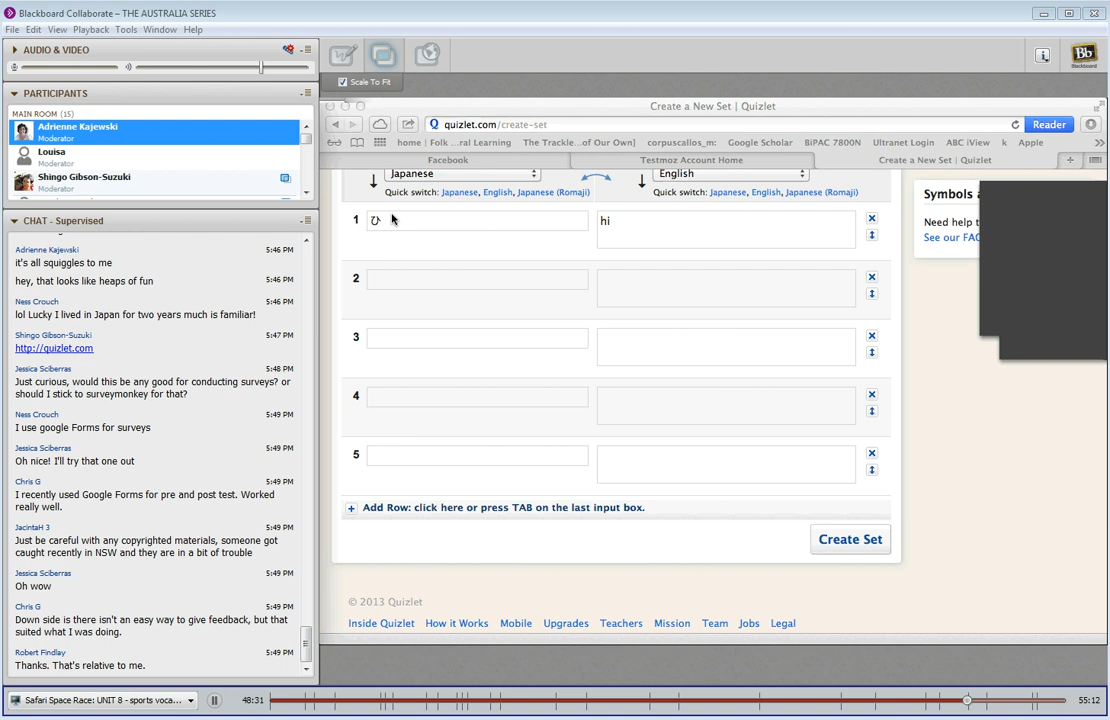 Blackboard Collaborate – THE AUSTRALIA SERIES
File Edit View Playback Tools Window Help
AUDIO & VIDEO
PARTICIPANTS
MAIN ROOM (15)
Adrienne Kajewski
Moderator
Louisa
Moderator
Shingo Gibson-Suzuki
Moderator
CHAT - Supervised
Adrienne Kajewski 5:46 PM
it's all squiggles to me
hey, that looks like heaps of fun 5:46 PM
Ness Crouch 5:46 PM
lol Lucky I lived in Japan for two years much is familiar!
Shingo Gibson-Suzuki 5:47 PM
http://quizlet.com
Jessica Sciberras 5:48 PM
Just curious, would this be any good for conducting surveys? or
should I stick to surveymonkey for that?
Ness Crouch 5:49 PM
I use google Forms for surveys
Jessica Sciberras 5:49 PM
Oh nice! I'll try that one out
Chris G 5:49 PM
I recently used Google Forms for pre and post test. Worked
really well.
JacintaH 3 5:49 PM
Just be careful with any copyrighted materials, someone got
caught recently in NSW and they are in a bit of trouble
Jessica Sciberras 5:49 PM
Oh wow
Chris G 5:49 PM
Down side is there isn't an easy way to give feedback, but that
suited what I was doing.
Robert Findlay 5:49 PM
Thanks. That's relative to me.
Scale To Fit
Bb
Blackboard
Create a New Set | Quizlet
quizlet.com/create-set
Reader
home Folk ...ral Learning The Trackle...of Our Own] corpuscallos_m: Google Scholar BiPAC 7800N Ultranet Login ABC iView k Apple
Facebook Testmoz Account Home Create a New Set | Quizlet
Japanese English
Quick switch: Japanese, English, Japanese (Romaji) Quick switch: Japanese, English, Japanese (Romaji)
1 ひ hi
2
3
4
5
Add Row: click here or press TAB on the last input box.
Create Set
Symbols a
Need help t
See our FAC
© 2013 Quizlet
Inside Quizlet How it Works Mobile Upgrades Teachers Mission Team Jobs Legal
Safari Space Race: UNIT 8 - sports voca... 48:31 55:12